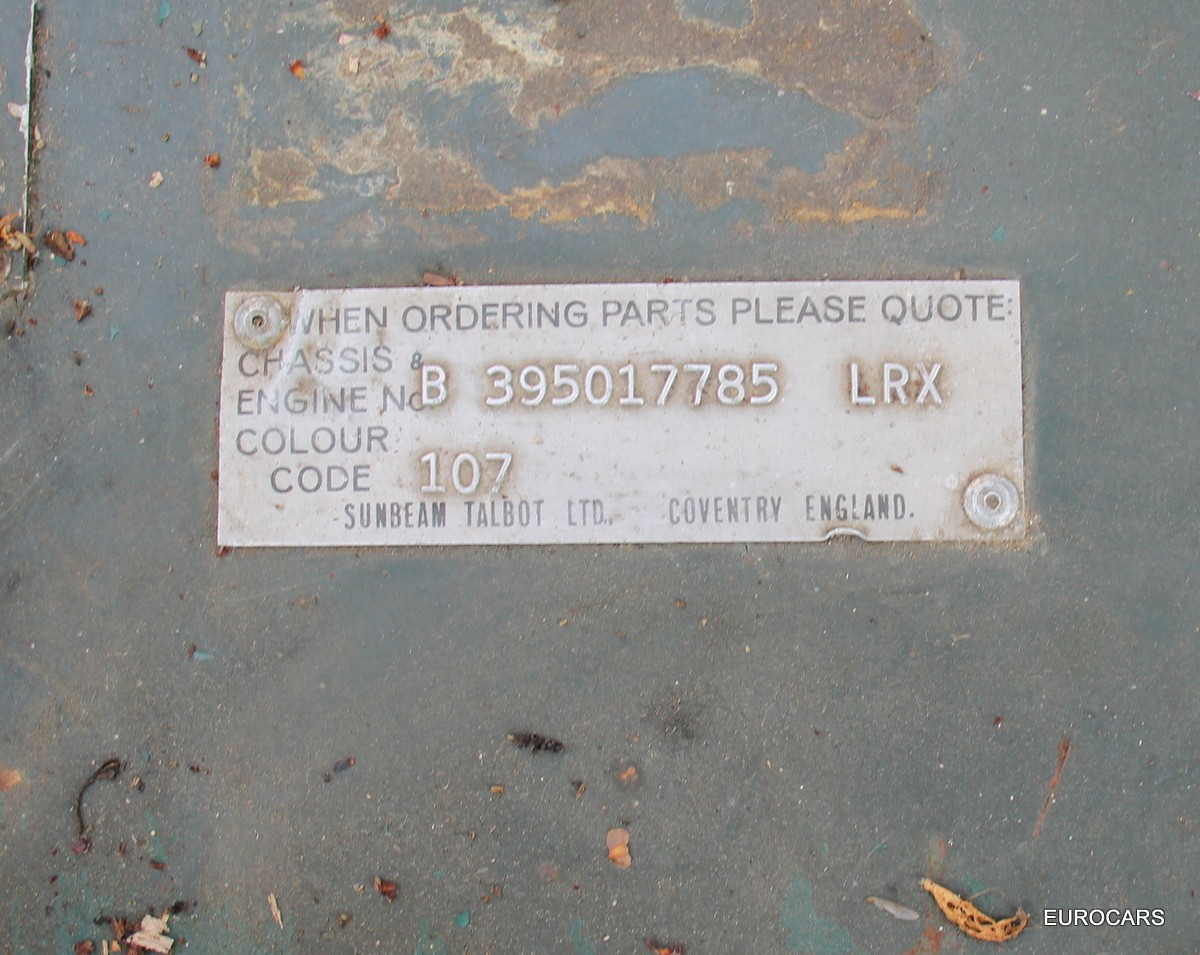 WHEN ORDERING PARTS PLEASE QUOTE:
CHASSIS &
ENGINE No B 395017785 LRX
COLOUR
CODE 107
SUNBEAM TALBOT LTD., COVENTRY ENGLAND.
EUROCARS